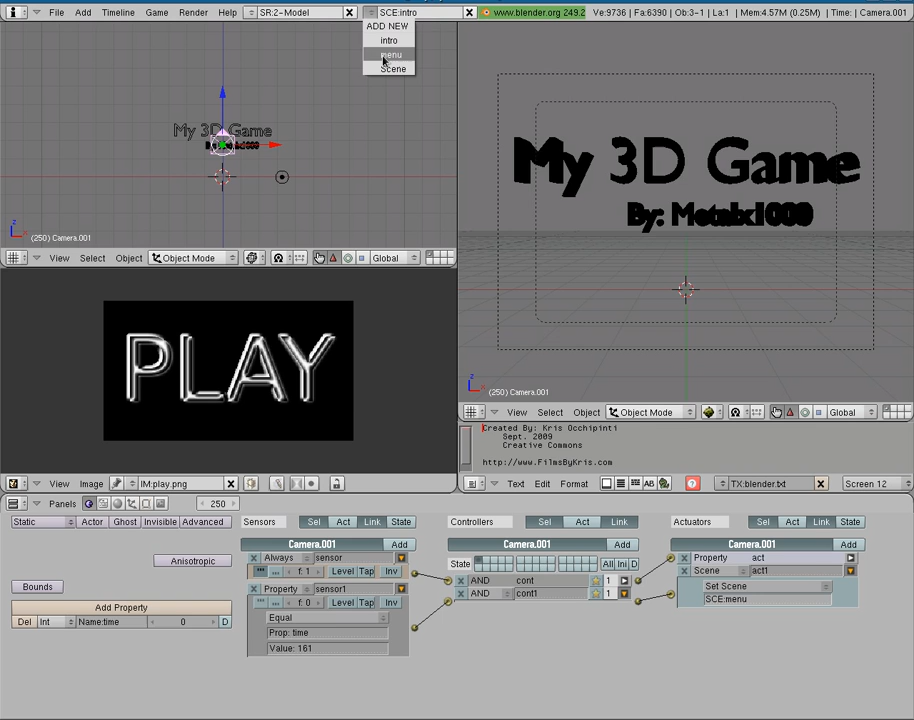 File Add Timeline Game Render Help SR:2-Model SCE:intro www.blender.org 249.2 Ve:9736 | Fa:6390 | Ob:3-1 | La:1 | Mem:4.57M (0.25M) | Time: | Camera.001
ADD NEW
intro
menu
Scene
My 3D Game
z
x
(250) Camera.001
View Select Object Object Mode Global
My 3D Game
By: Metalx1000
z
x
(250) Camera.001
View Select Object Object Mode Global
PLAY
View Image IM:play.png
Created By: Kris Occhipinti
Sept. 2009
Creative Commons
http://www.FilmsByKris.com
Text Edit Format AB TX:blender.txt Screen 12
Panels 250
Static Actor Ghost Invisible Advanced
Anisotropic
Bounds
Add Property
Del Int Name:time 0 D
Sensors Sel Act Link State
Camera.001 Add
Always sensor
f: 1 Level Tap Inv
Property sensor1
f: 0 Level Tap Inv
Equal
Prop: time
Value: 161
Controllers Sel Act Link
Camera.001 Add
State All Ini D
AND cont 1
AND cont1 1
Actuators Sel Act Link State
Camera.001 Add
Property act
Scene act1
Set Scene
SCE:menu